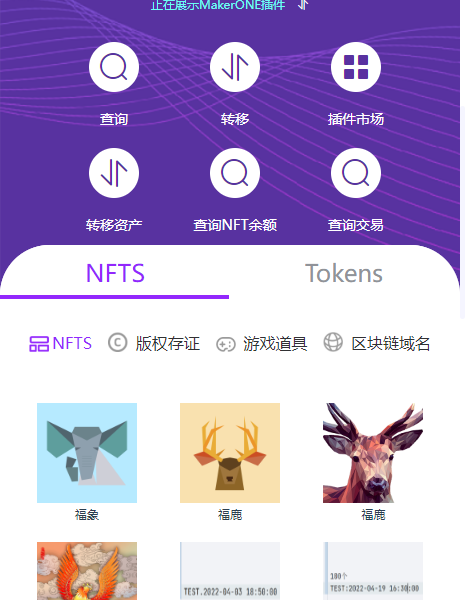 正在展示MakerONE插件
查询 转移 插件市场
转移资产 查询NFT余额 查询交易
NFTS Tokens
NFTS 版权存证 游戏道具 区块链域名
福象 福鹿 福鹿
180个
TEST.2022-04-03 18:50:00 TEST.2022-04-19 16:30:00